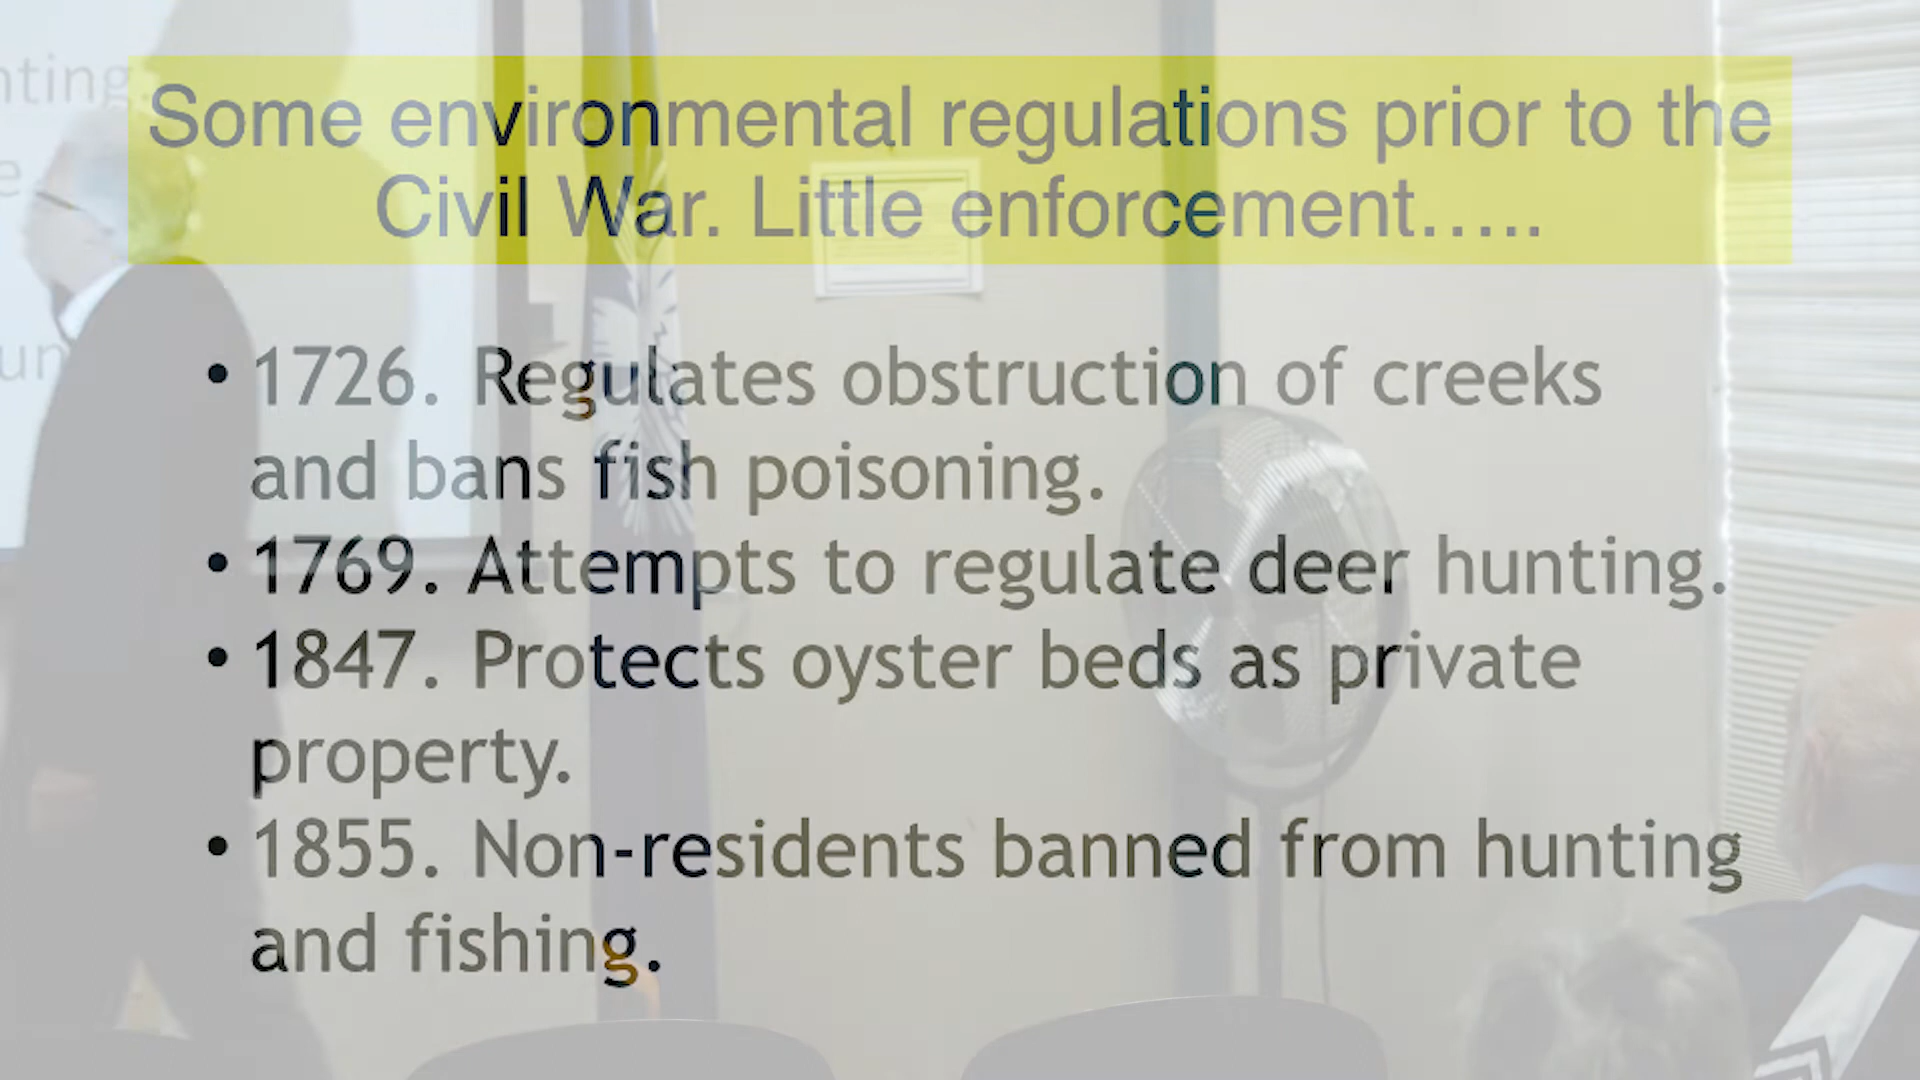 Some environmental regulations prior to the
Civil War. Little enforcement.....
• 1726. Regulates obstruction of creeks
and bans fish poisoning.
• 1769. Attempts to regulate deer hunting.
• 1847. Protects oyster beds as private
property.
• 1855. Non-residents banned from hunting
and fishing.